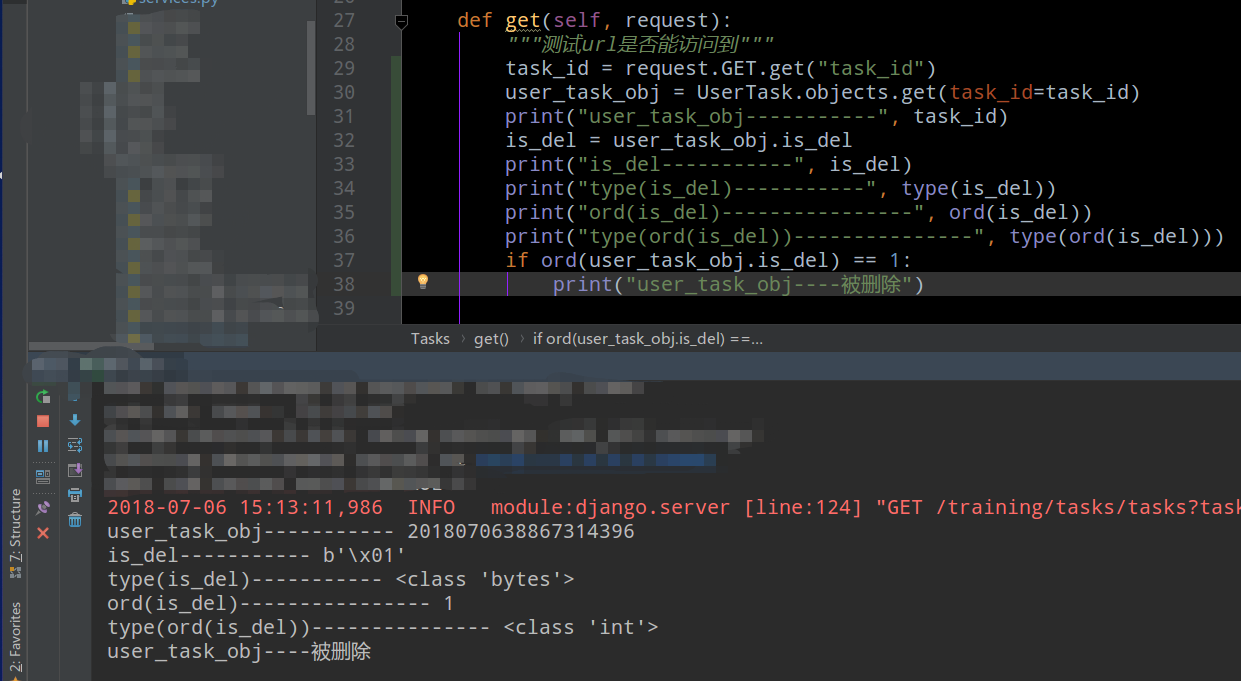 services.py
26
27 def get(self, request):
28 """测试url是否能访问到"""
29 task_id = request.GET.get("task_id")
30 user_task_obj = UserTask.objects.get(task_id=task_id)
31 print("user_task_obj-----------", task_id)
32 is_del = user_task_obj.is_del
33 print("is_del-----------", is_del)
34 print("type(is_del)-----------", type(is_del))
35 print("ord(is_del)----------------", ord(is_del))
36 print("type(ord(is_del))---------------", type(ord(is_del)))
37 if ord(user_task_obj.is_del) == 1:
38 print("user_task_obj----被删除")
39
Tasks › get() › if ord(user_task_obj.is_del) ==...
2018-07-06 15:13:11,986 INFO module:django.server [line:124] "GET /training/tasks/tasks?task
user_task_obj----------- 2018070638867314396
is_del----------- b'\x01'
type(is_del)----------- <class 'bytes'>
ord(is_del)---------------- 1
type(ord(is_del))--------------- <class 'int'>
user_task_obj----被删除
7: Structure
2: Favorites